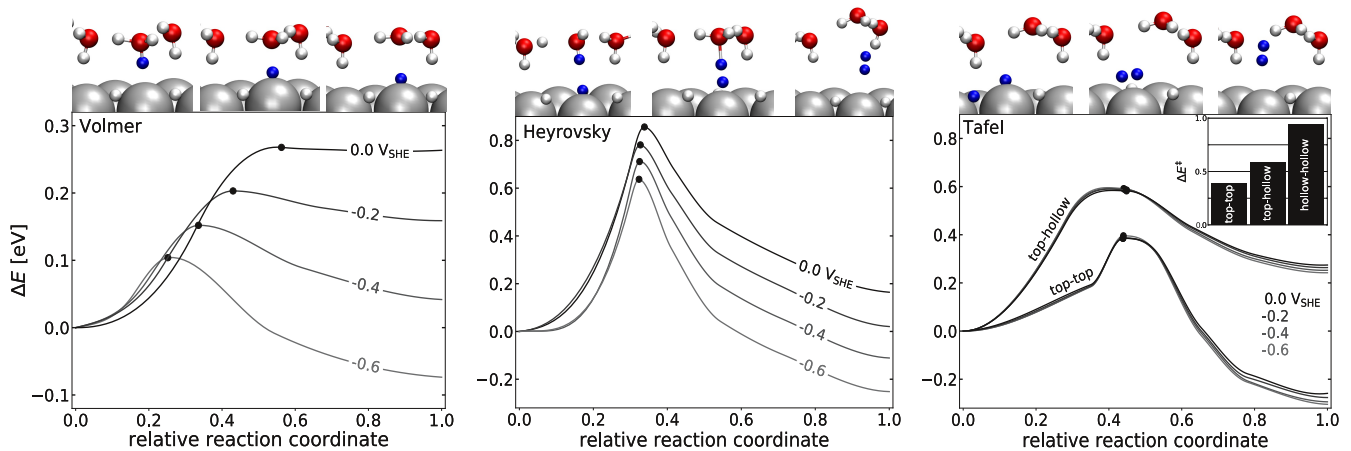 Volmer
0.0 V_SHE
-0.2
-0.4
-0.6
ΔE [eV]
0.3
0.2
0.1
0.0
−0.1
0.0
0.2
0.4
0.6
0.8
1.0
relative reaction coordinate
Heyrovsky
0.0 V_SHE
-0.2
-0.4
-0.6
0.8
0.6
0.4
0.2
0.0
−0.2
0.0
0.2
0.4
0.6
0.8
1.0
relative reaction coordinate
Tafel
top-hollow
top-top
0.0 V_SHE
-0.2
-0.4
-0.6
0.8
0.6
0.4
0.2
0.0
−0.2
0.0
0.2
0.4
0.6
0.8
1.0
relative reaction coordinate
ΔE‡
1.0
0.5
0.0
top-top
top-hollow
hollow-hollow